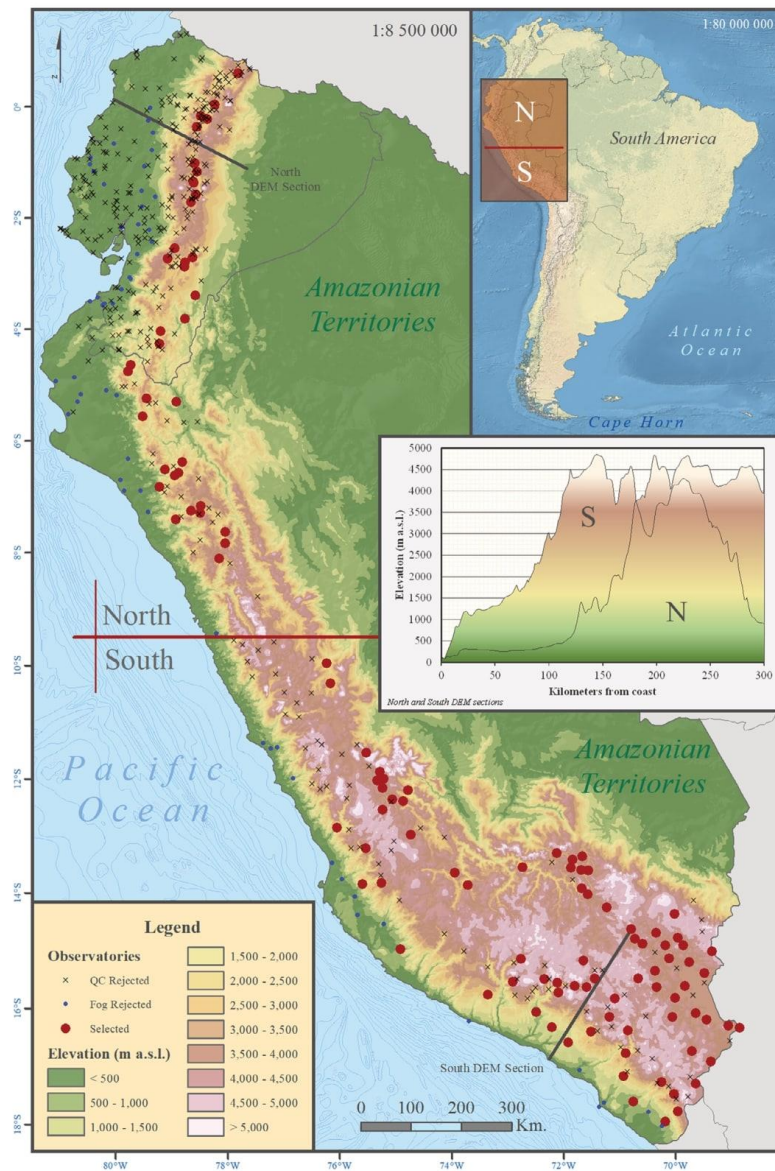 1:8 500 000
1:80 000 000
N
S
South America
Atlantic
Ocean
Cape Horn
North
DEM Section
Amazonian
Territories
0°
2°S
4°S
6°S
8°S
10°S
12°S
14°S
16°S
18°S
North
South
Pacific
Ocean
5000
4500
4000
3500
3000
2500
2000
1500
1000
500
0
Elevation (m a.s.l.)
S
N
0 50 100 150 200 250 300
Kilometers from coast
North and South DEM sections
Amazonian
Territories
Legend
Observatories
QC Rejected
Fog Rejected
Selected
Elevation (m a.s.l.)
< 500
500 - 1,000
1,000 - 1,500
1,500 - 2,000
2,000 - 2,500
2,500 - 3,000
3,000 - 3,500
3,500 - 4,000
4,000 - 4,500
4,500 - 5,000
> 5,000
South DEM Section
0 100 200 300
Km.
80°W 78°W 76°W 74°W 72°W 70°W